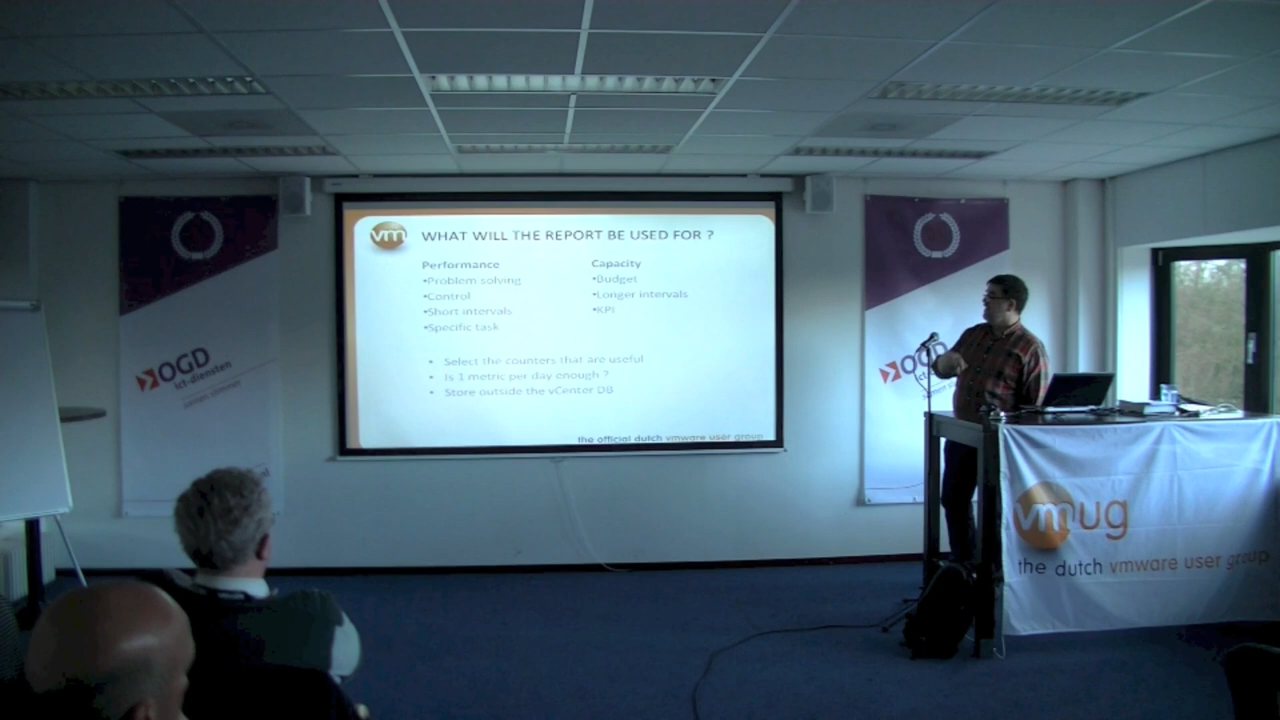 vm WHAT WILL THE REPORT BE USED FOR ?
Performance
•Problem solving
•Control
•Short intervals
•Specific task
Capacity
•Budget
•Longer intervals
•KPI
• Select the counters that are useful
• Is 1 metric per day enough ?
• Store outside the vCenter DB
the official dutch vmware user group
OGD
ict-diensten
OGD
vmug
the dutch vmware user group